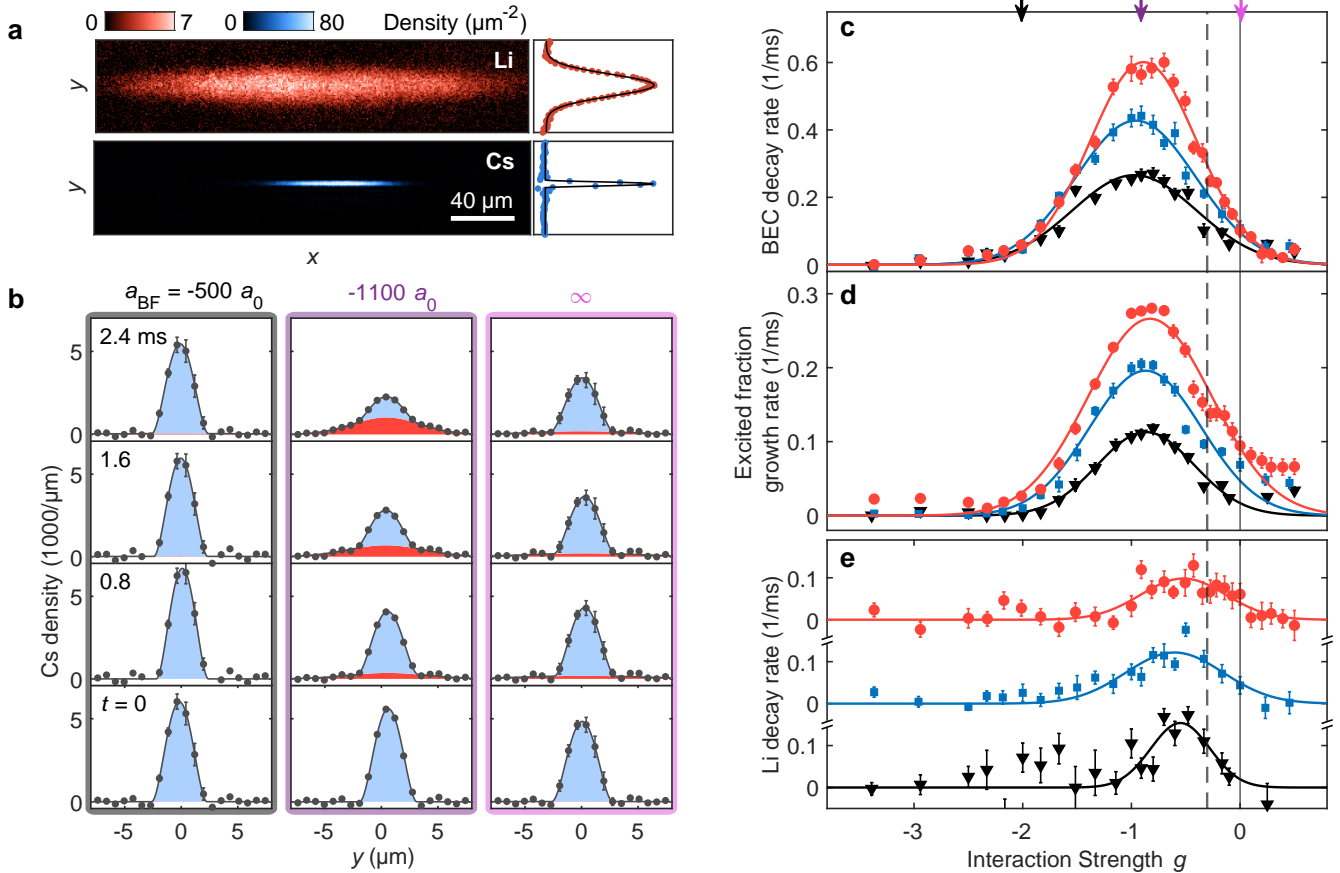 a
0 7 0 80 Density (µm⁻²)
Li
y
Cs
y
40 µm
x
b
a_BF = -500 a₀ -1100 a₀ ∞
2.4 ms
5
0
1.6
5
0
0.8
5
0
t = 0
5
0
Cs density (1000/µm)
-5 0 5 -5 0 5 -5 0 5
y (µm)
c
0.6
0.4
0.2
0
BEC decay rate (1/ms)
d
0.3
0.2
0.1
0
Excited fraction
growth rate (1/ms)
e
0.1
0
0.1
0
0.1
0
Li decay rate (1/ms)
-3 -2 -1 0
Interaction Strength g